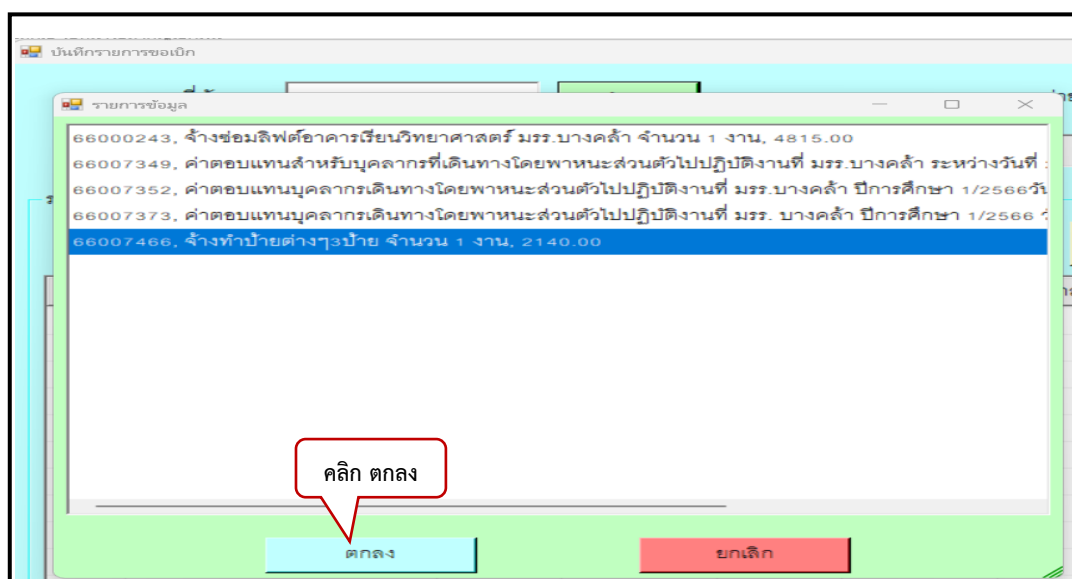 บันทึกรายการขอเบิก
รายการข้อมูล
66000243, จ้างซ่อมลิฟต์อาคารเรียนวิทยาศาสตร์ มรร.บางคล้า จำนวน 1 งาน, 4815.00
66007349, ค่าตอบแทนสำหรับบุคลากรที่เดินทางโดยพาหนะส่วนตัวไปปฏิบัติงานที่ มรร.บางคล้า ระหว่างวันที่
66007352, ค่าตอบแทนบุคลากรเดินทางโดยพาหนะส่วนตัวไปปฏิบัติงานที่ มรร.บางคล้า ปีการศึกษา 1/2566วั
66007373, ค่าตอบแทนบุคลากรเดินทางโดยพาหนะส่วนตัวไปปฏิบัติงานที่ มรร. บางคล้า ปีการศึกษา 1/2566
66007466, จ้างทำป้ายต่างๆ3ป้าย จำนวน 1 งาน, 2140.00
คลิก ตกลง
ตกลง
ยกเลิก